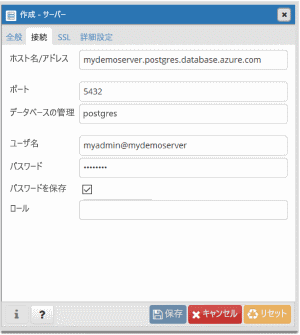 作成 - サーバー
全般 接続 SSL 詳細設定
ホスト名/アドレス mydemoserver.postgres.database.azure.com
ポート 5432
データベースの管理 postgres
ユーザ名 myadmin@mydemoserver
パスワード ••••••••
パスワードを保存
ロール
i ? 保存 キャンセル リセット